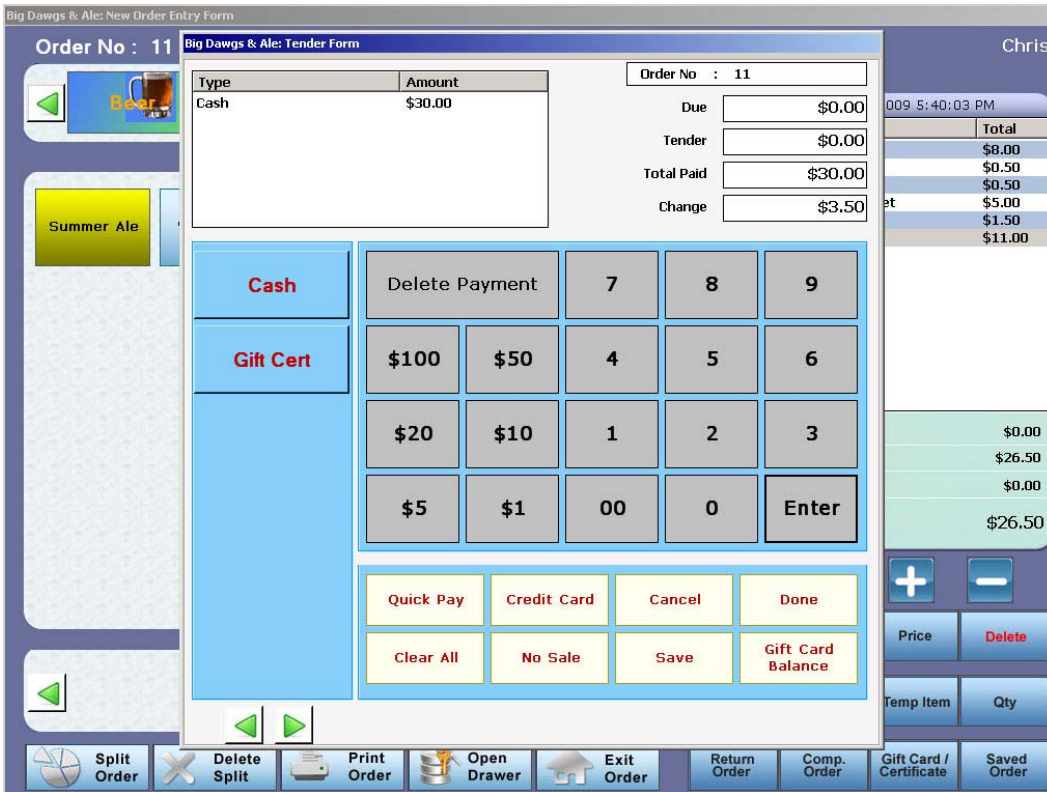 Big Dawgs & Ale: New Order Entry Form
Order No : 11
Chris
Beer
009 5:40:03 PM
Total
$8.00
$0.50
$0.50
et $5.00
$1.50
$11.00
Summer Ale
Big Dawgs & Ale: Tender Form
Type Amount
Cash $30.00
Order No : 11
Due $0.00
Tender $0.00
Total Paid $30.00
Change $3.50
Cash
Gift Cert
Delete Payment 7 8 9
$100 $50 4 5 6
$20 $10 1 2 3
$5 $1 00 0 Enter
Quick Pay Credit Card Cancel Done
Clear All No Sale Save Gift Card
Balance
$0.00
$26.50
$0.00
$26.50
Price Delete
Temp Item Qty
Split
Order
Delete
Split
Print
Order
Open
Drawer
Exit
Order
Return
Order
Comp.
Order
Gift Card /
Certificate
Saved
Order